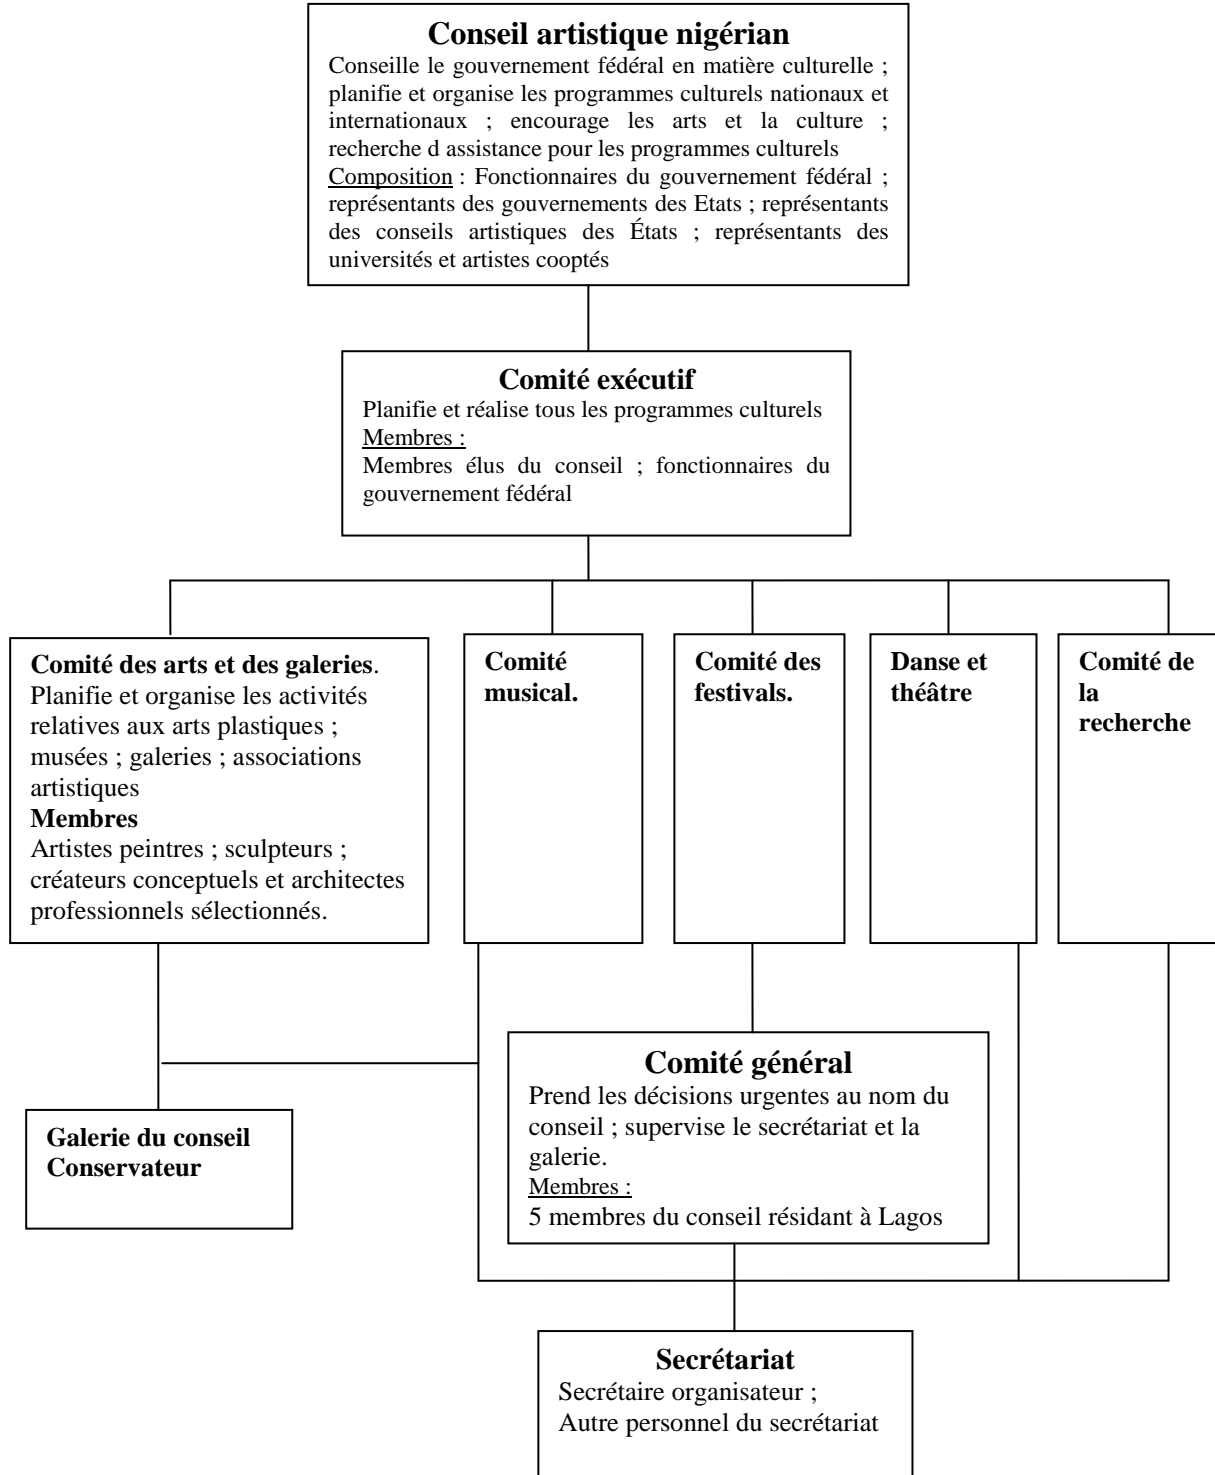 Conseil artistique nigérian
Conseille le gouvernement fédéral en matière culturelle ;
planifie et organise les programmes culturels nationaux et
internationaux ; encourage les arts et la culture ;
recherche d assistance pour les programmes culturels
Composition : Fonctionnaires du gouvernement fédéral ;
représentants des gouvernements des Etats ; représentants
des conseils artistiques des États ; représentants des
universités et artistes cooptés
Comité exécutif
Planifie et réalise tous les programmes culturels
Membres :
Membres élus du conseil ; fonctionnaires du
gouvernement fédéral
Comité des arts et des galeries.
Planifie et organise les activités
relatives aux arts plastiques ;
musées ; galeries ; associations
artistiques
Membres
Artistes peintres ; sculpteurs ;
créateurs conceptuels et architectes
professionnels sélectionnés.
Comité
musical.
Comité des
festivals.
Danse et
théâtre
Comité de
la
recherche
Galerie du conseil
Conservateur
Comité général
Prend les décisions urgentes au nom du
conseil ; supervise le secrétariat et la
galerie.
Membres :
5 membres du conseil résidant à Lagos
Secrétariat
Secrétaire organisateur ;
Autre personnel du secrétariat